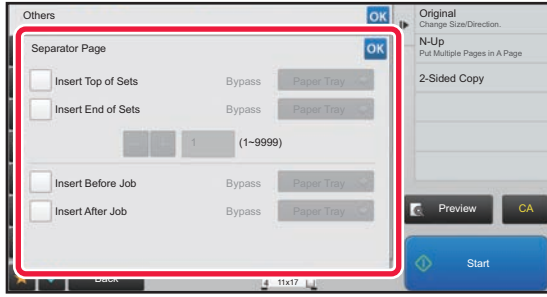 Others
OK
Separator Page
OK
Insert Top of Sets Bypass Paper Tray
Insert End of Sets Bypass Paper Tray
1 (1~9999)
Insert Before Job Bypass Paper Tray
Insert After Job Bypass Paper Tray
Back
4 11x17
Original
Change Size/Direction.
N-Up
Put Multiple Pages in A Page
2-Sided Copy
Preview
CA
Start